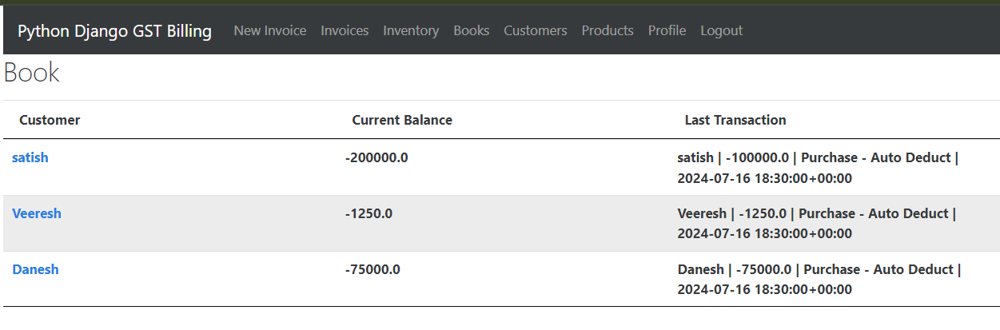 Python Django GST Billing New Invoice Invoices Inventory Books Customers Products Profile Logout
Book
Customer Current Balance Last Transaction
satish -200000.0 satish | -100000.0 | Purchase - Auto Deduct |
2024-07-16 18:30:00+00:00
Veeresh -1250.0 Veeresh | -1250.0 | Purchase - Auto Deduct |
2024-07-16 18:30:00+00:00
Danesh -75000.0 Danesh | -75000.0 | Purchase - Auto Deduct |
2024-07-16 18:30:00+00:00